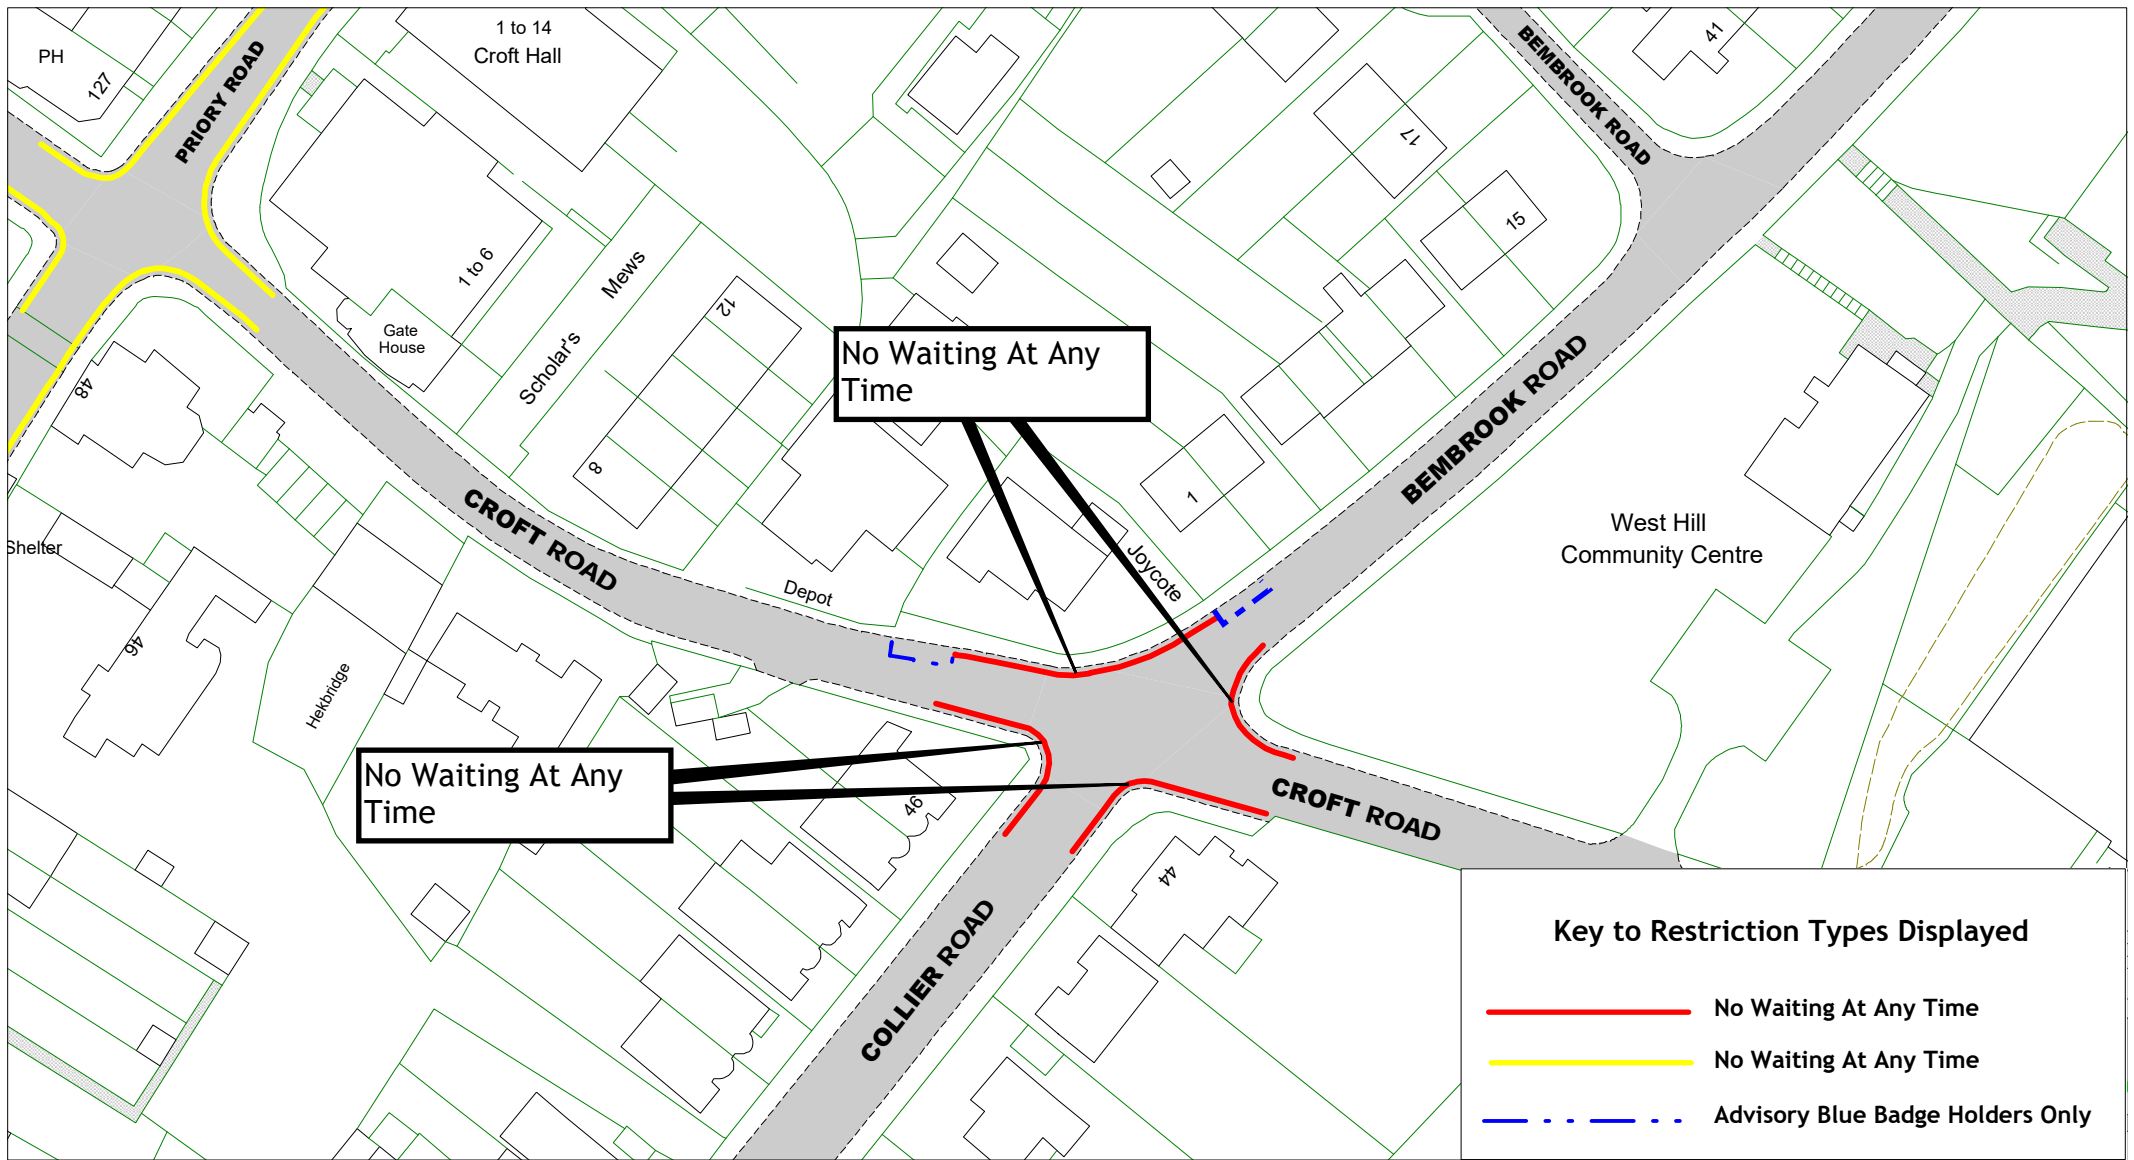 PH
127
PRIORY ROAD
1 to 14
Croft Hall
BEMBROOK ROAD
41
17
15
1 to 6
Scholar's Mews
12
Gate
House
No Waiting At Any
Time
48
8
CROFT ROAD
BEMBROOK ROAD
1
Joycote
West Hill
Community Centre
Shelter
Depot
46
Hekbridge
No Waiting At Any
Time
46
CROFT ROAD
44
COLLIER ROAD
Key to Restriction Types Displayed
No Waiting At Any Time
No Waiting At Any Time
Advisory Blue Badge Holders Only